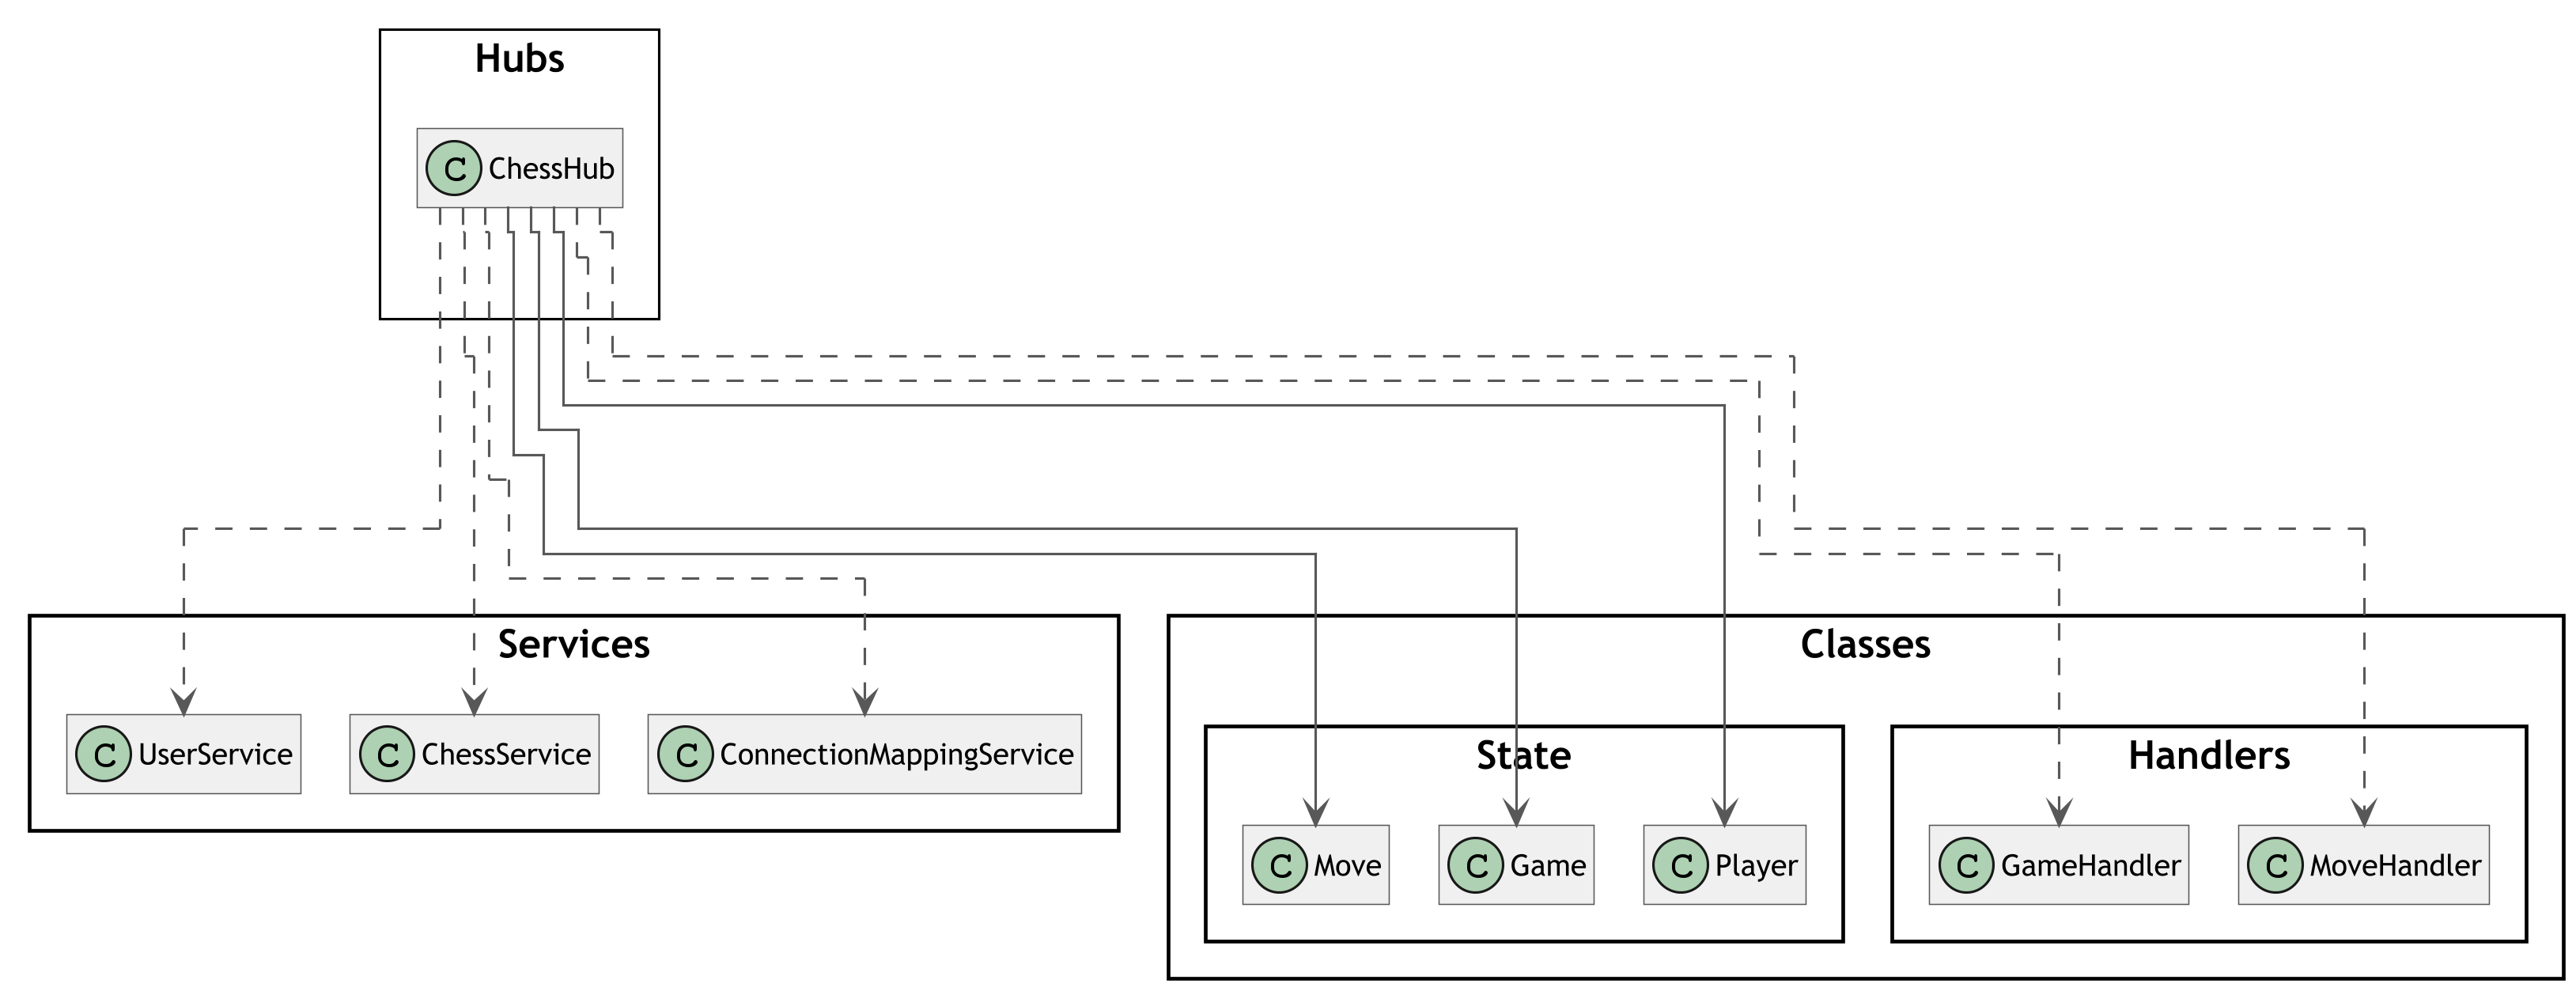 Hubs
C ChessHub
Services
Classes
C UserService
C ChessService
C ConnectionMappingService
State
Handlers
C Move
C Game
C Player
C GameHandler
C MoveHandler